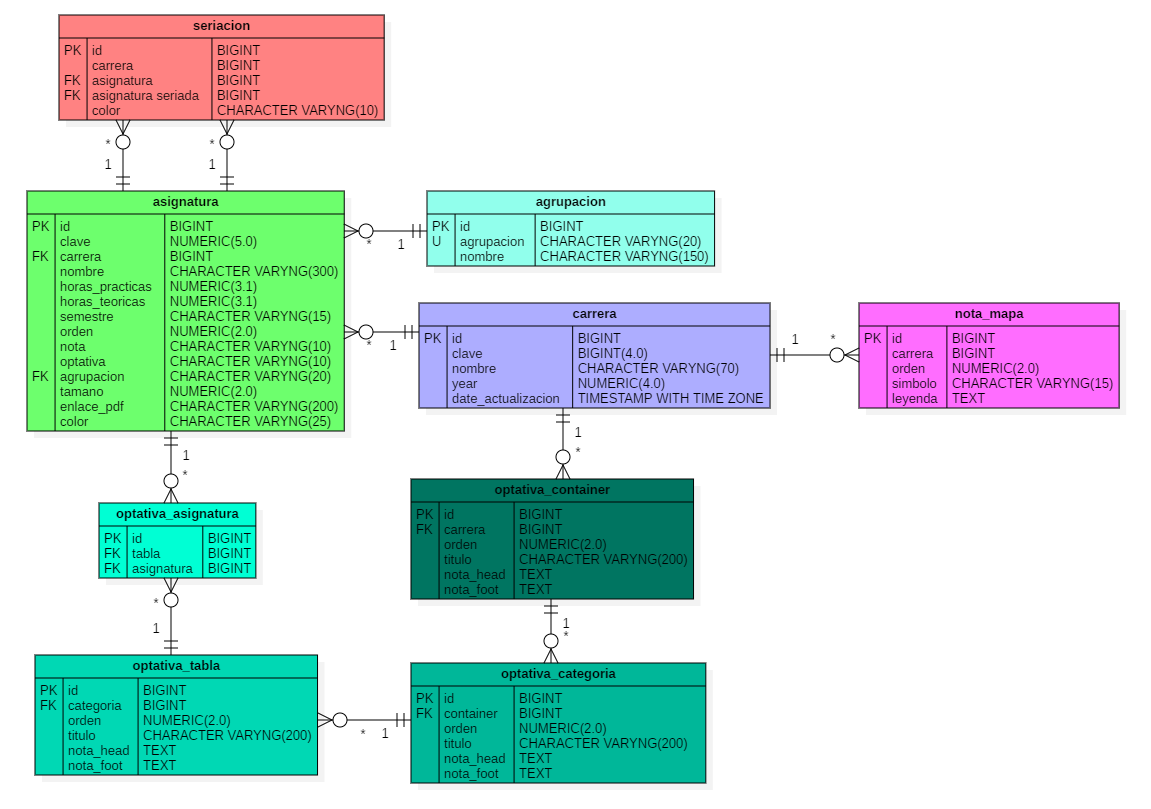 seriacion
PK id BIGINT
carrera BIGINT
FK asignatura BIGINT
FK asignatura seriada BIGINT
color CHARACTER VARYNG(10)
* *
1 1
asignatura
PK id BIGINT
clave NUMERIC(5.0)
FK carrera BIGINT
nombre CHARACTER VARYNG(300)
horas_practicas NUMERIC(3.1)
horas_teoricas NUMERIC(3.1)
semestre CHARACTER VARYNG(15)
orden NUMERIC(2.0)
nota CHARACTER VARYNG(10)
optativa CHARACTER VARYNG(10)
FK agrupacion CHARACTER VARYNG(20)
tamano NUMERIC(2.0)
enlace_pdf CHARACTER VARYNG(200)
color CHARACTER VARYNG(25)
* 1
agrupacion
PK id BIGINT
U agrupacion CHARACTER VARYNG(20)
nombre CHARACTER VARYNG(150)
* 1
carrera
PK id BIGINT
clave BIGINT(4.0)
nombre CHARACTER VARYNG(70)
year NUMERIC(4.0)
date_actualizacion TIMESTAMP WITH TIME ZONE
1 *
nota_mapa
PK id BIGINT
carrera BIGINT
orden NUMERIC(2.0)
simbolo CHARACTER VARYNG(15)
leyenda TEXT
1
*
optativa_container
PK id BIGINT
FK carrera BIGINT
orden NUMERIC(2.0)
titulo CHARACTER VARYNG(200)
nota_head TEXT
nota_foot TEXT
1
*
optativa_asignatura
PK id BIGINT
FK tabla BIGINT
FK asignatura BIGINT
*
1
1
*
optativa_tabla
PK id BIGINT
FK categoria BIGINT
orden NUMERIC(2.0)
titulo CHARACTER VARYNG(200)
nota_head TEXT
nota_foot TEXT
* 1
optativa_categoria
PK id BIGINT
FK container BIGINT
orden NUMERIC(2.0)
titulo CHARACTER VARYNG(200)
nota_head TEXT
nota_foot TEXT